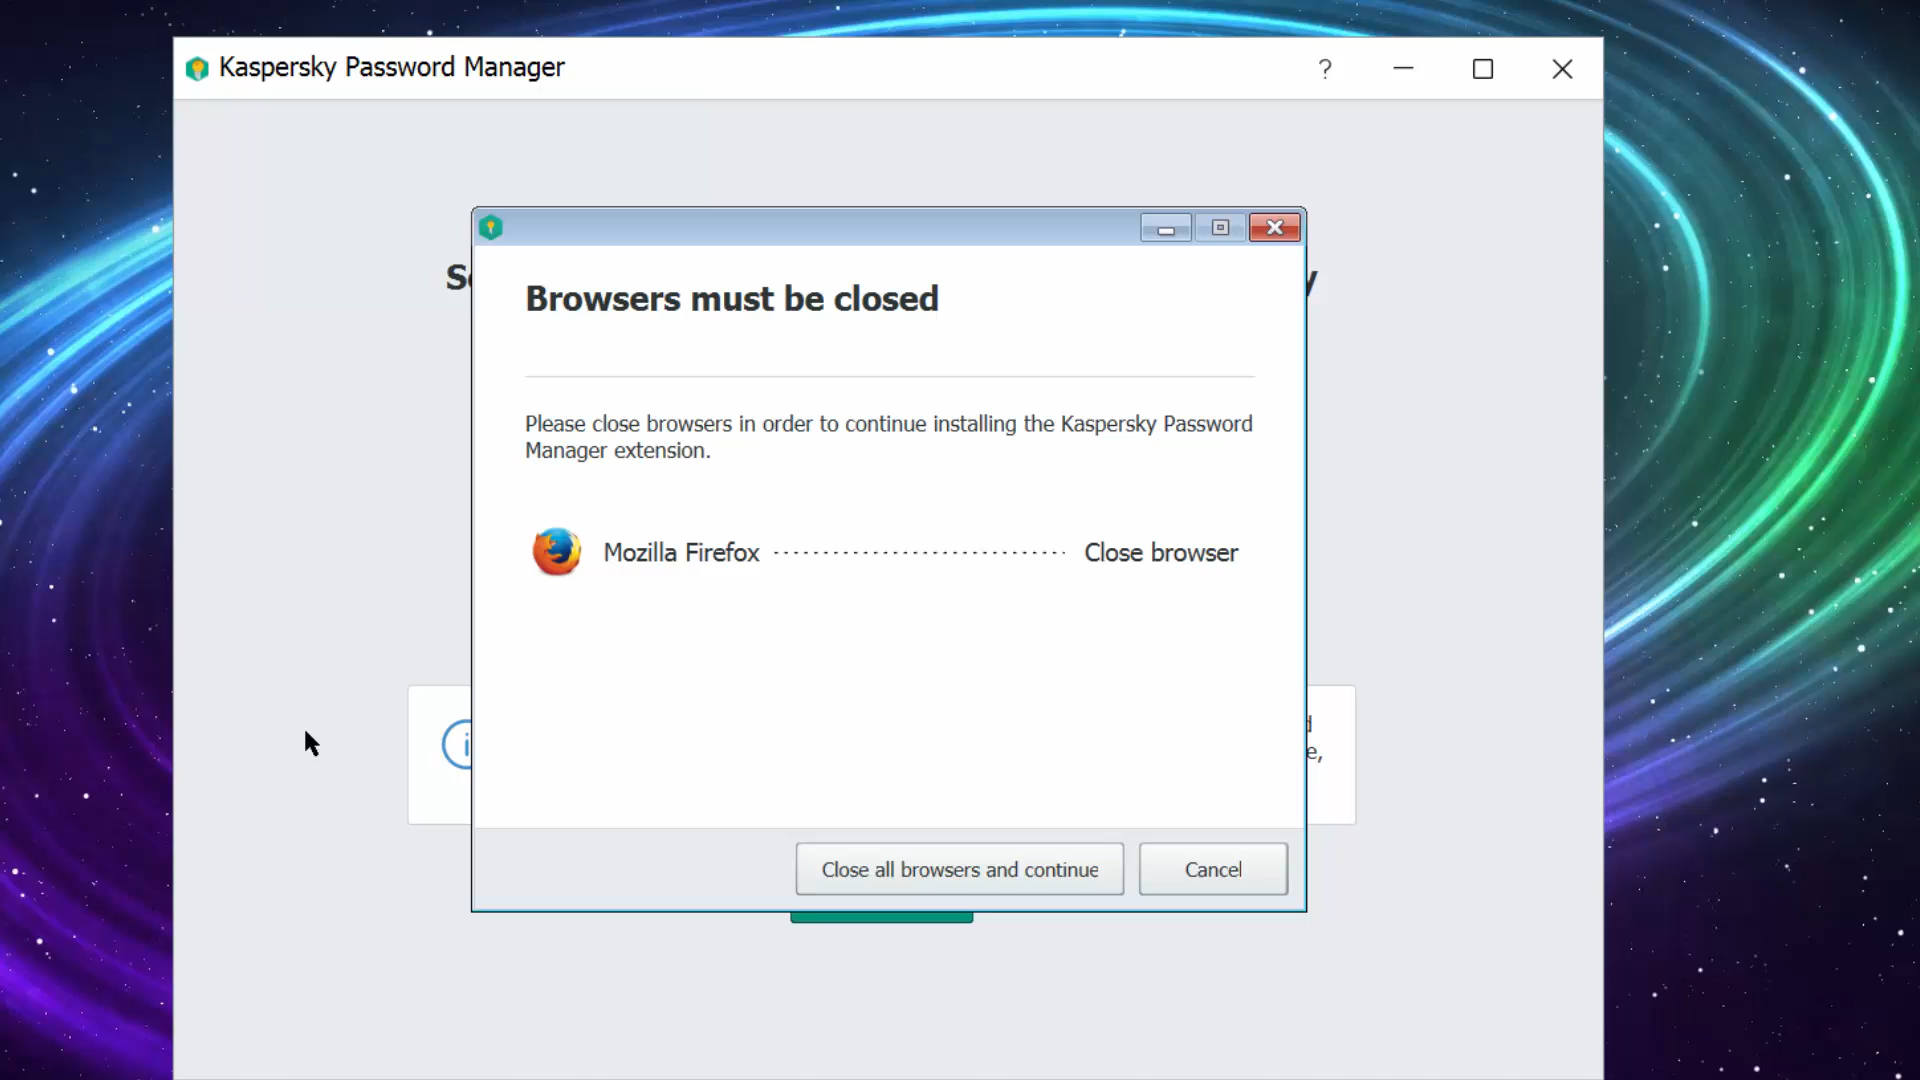 Kaspersky Password Manager
?
Browsers must be closed
Please close browsers in order to continue installing the Kaspersky Password
Manager extension.
Mozilla Firefox
Close browser
Close all browsers and continue
Cancel